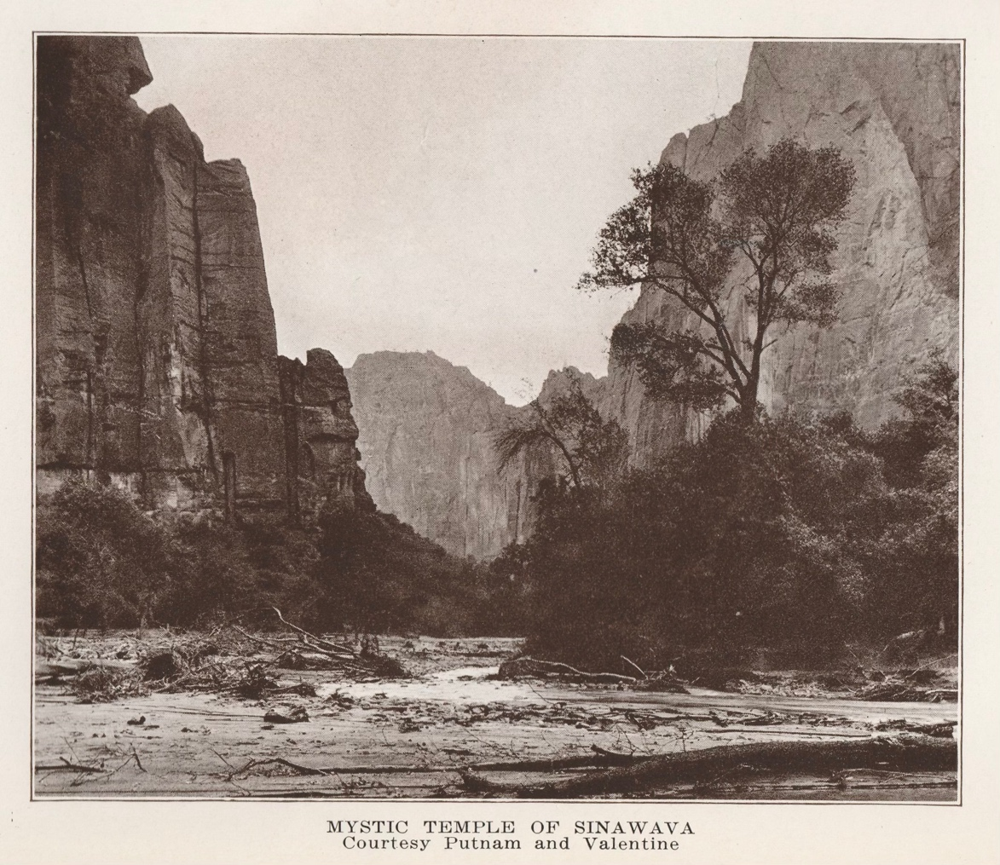 MYSTIC TEMPLE OF SINAWAVA
Courtesy Putnam and Valentine